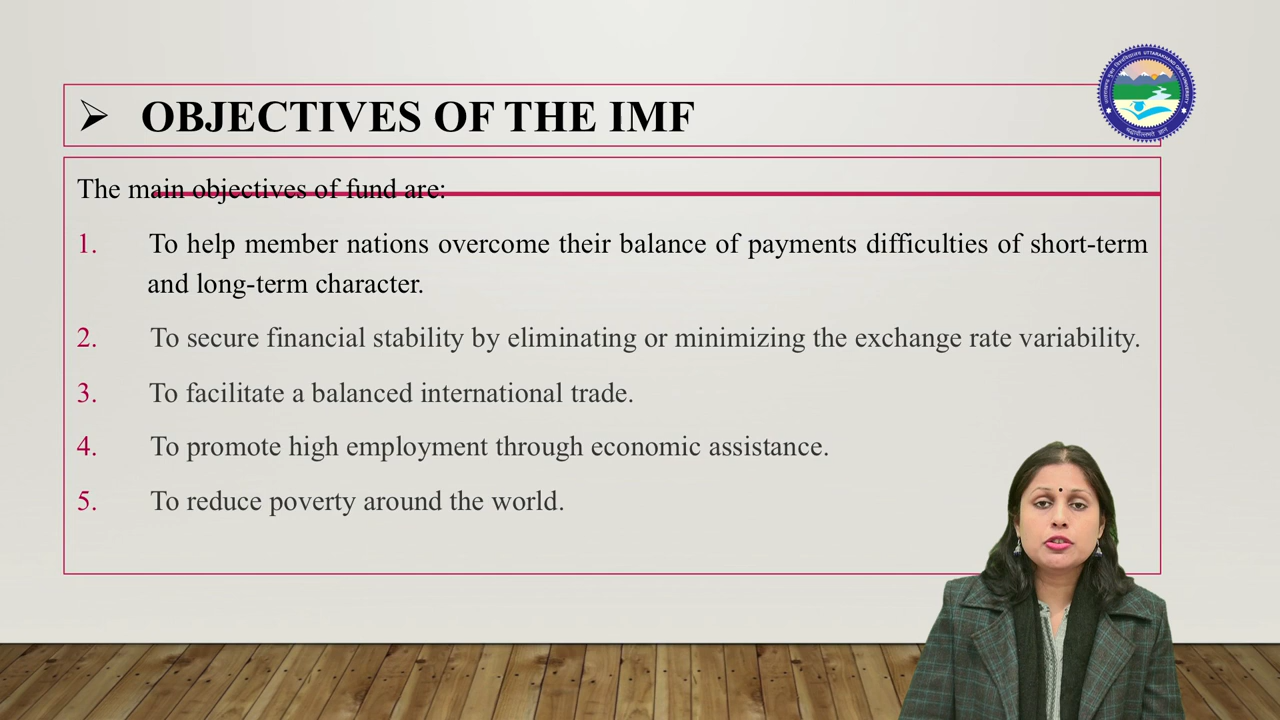 ➢ OBJECTIVES OF THE IMF
The main objectives of fund are:
1. To help member nations overcome their balance of payments difficulties of short-term
and long-term character.
2. To secure financial stability by eliminating or minimizing the exchange rate variability.
3. To facilitate a balanced international trade.
4. To promote high employment through economic assistance.
5. To reduce poverty around the world.